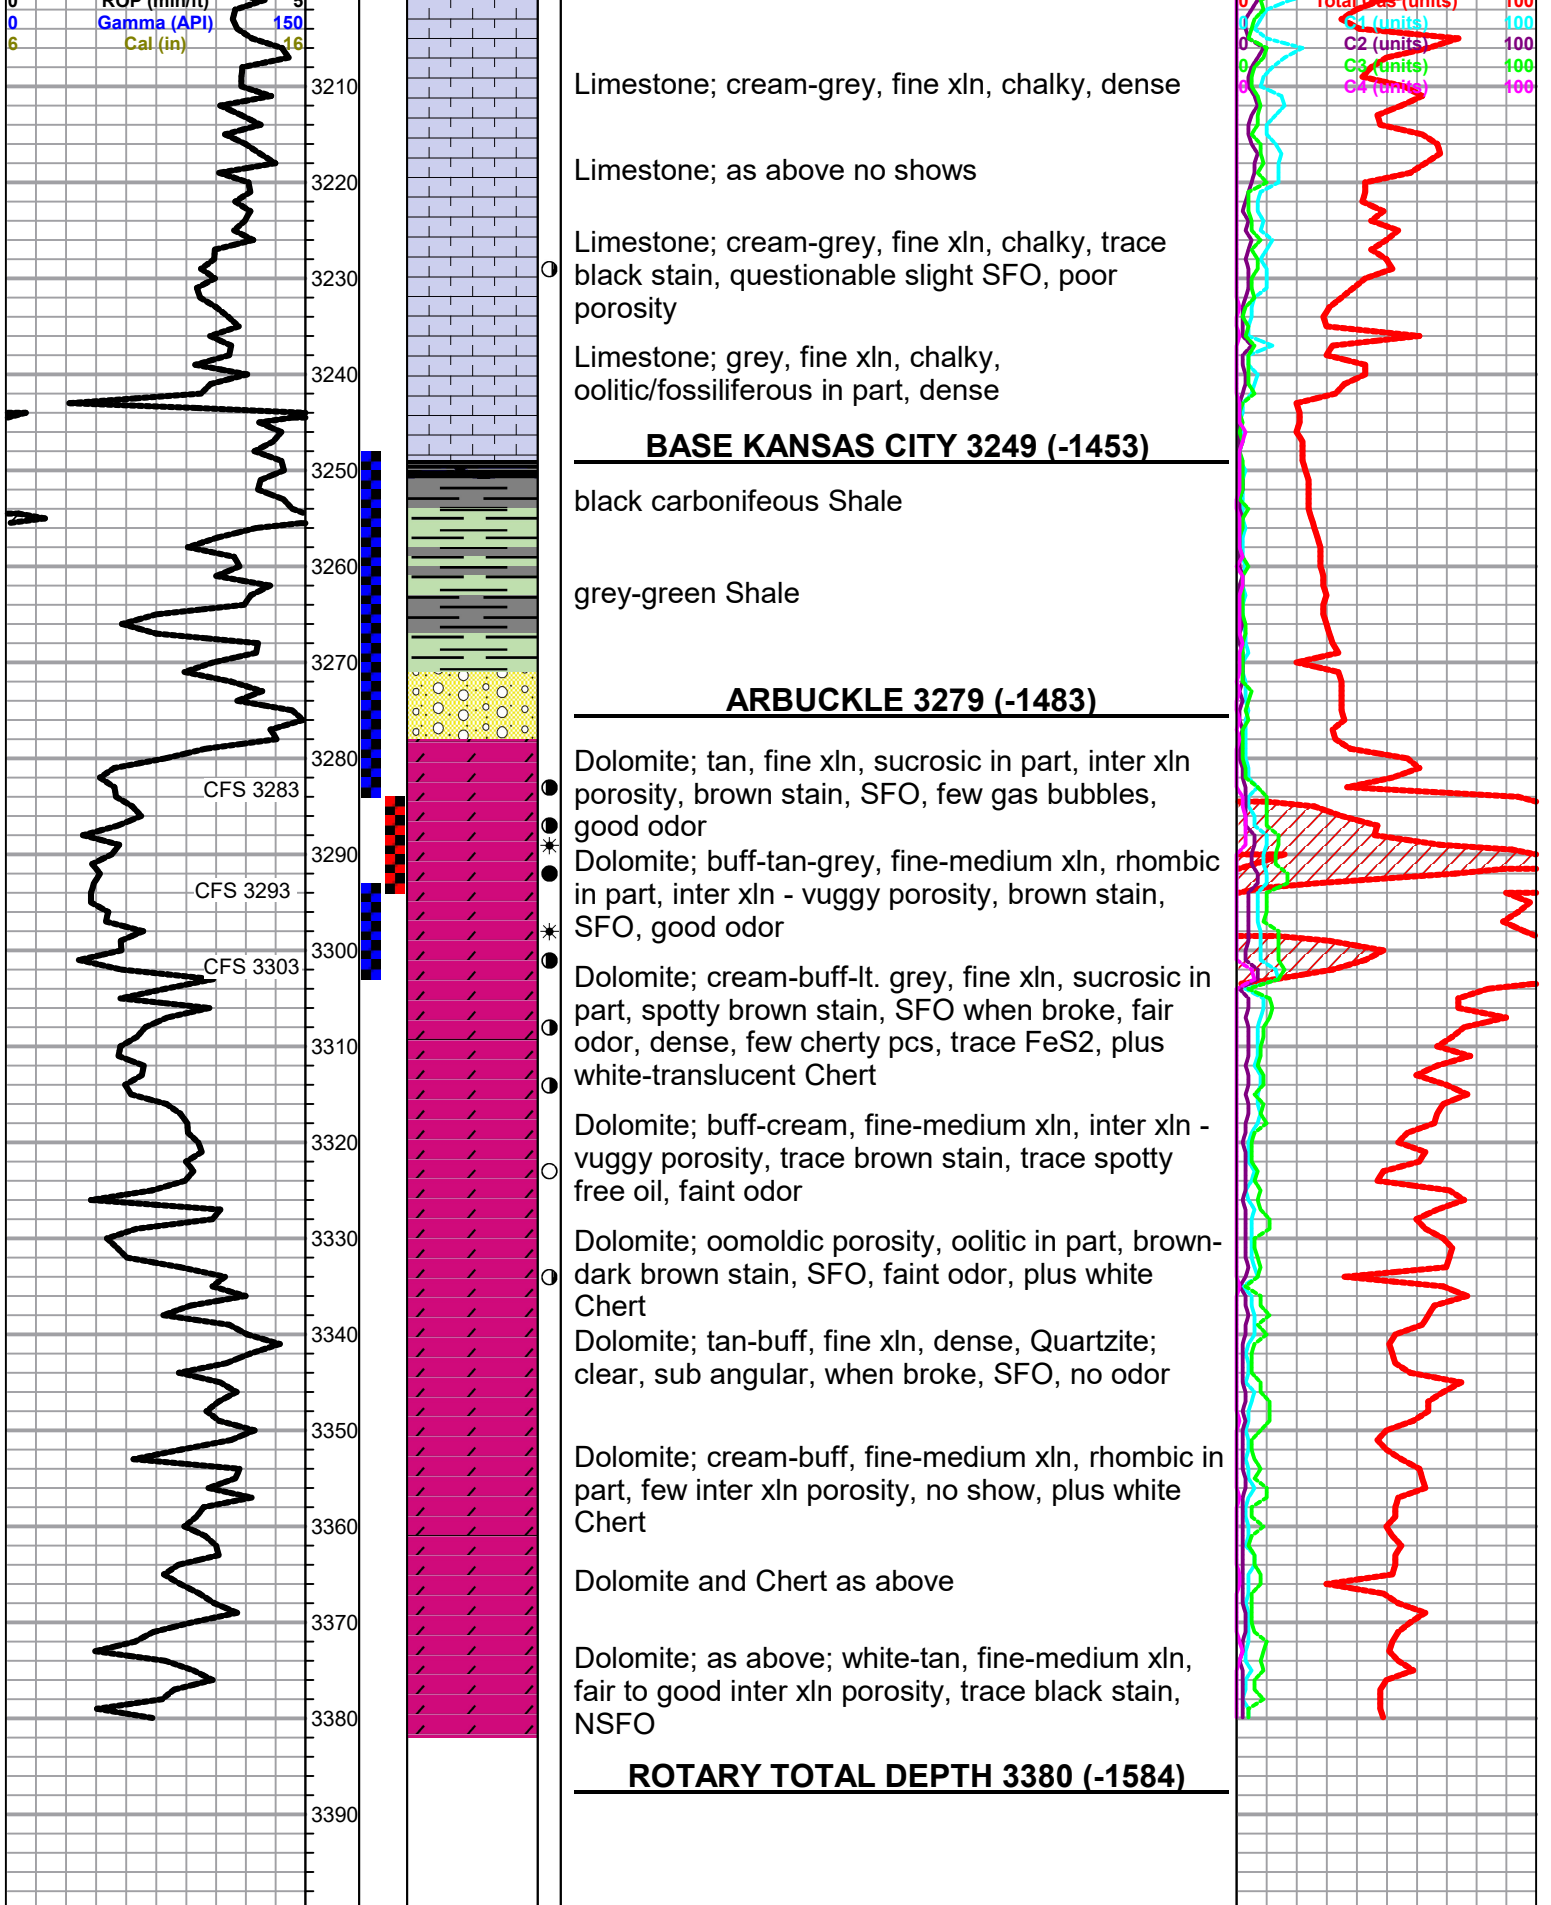 0 ROP (min/ft) 5
0 Gamma (API) 150
6 Cal (in) 16
Total Gas (units) 100
0 C1 (units) 100
0 C2 (units) 100
0 C3 (units) 100
0 C4 (units) 100
3210
Limestone; cream-grey, fine xln, chalky, dense
Limestone; as above no shows
3220
Limestone; cream-grey, fine xln, chalky, trace
black stain, questionable slight SFO, poor
porosity
3230
Limestone; grey, fine xln, chalky,
oolitic/fossiliferous in part, dense
3240
BASE KANSAS CITY 3249 (-1453)
3250
black carbonifeous Shale
3260
grey-green Shale
3270
ARBUCKLE 3279 (-1483)
3280
Dolomite; tan, fine xln, sucrosic in part, inter xln
porosity, brown stain, SFO, few gas bubbles,
good odor
CFS 3283
3290
Dolomite; buff-tan-grey, fine-medium xln, rhombic
in part, inter xln - vuggy porosity, brown stain,
SFO, good odor
CFS 3293
3300
CFS 3303
Dolomite; cream-buff-lt. grey, fine xln, sucrosic in
part, spotty brown stain, SFO when broke, fair
odor, dense, few cherty pcs, trace FeS2, plus
white-translucent Chert
3310
Dolomite; buff-cream, fine-medium xln, inter xln -
vuggy porosity, trace brown stain, trace spotty
free oil, faint odor
3320
3330
Dolomite; oomoldic porosity, oolitic in part, brown-
dark brown stain, SFO, faint odor, plus white
Chert
3340
Dolomite; tan-buff, fine xln, dense, Quartzite;
clear, sub angular, when broke, SFO, no odor
3350
Dolomite; cream-buff, fine-medium xln, rhombic in
part, few inter xln porosity, no show, plus white
Chert
3360
Dolomite and Chert as above
3370
Dolomite; as above; white-tan, fine-medium xln,
fair to good inter xln porosity, trace black stain,
NSFO
3380
ROTARY TOTAL DEPTH 3380 (-1584)
3390